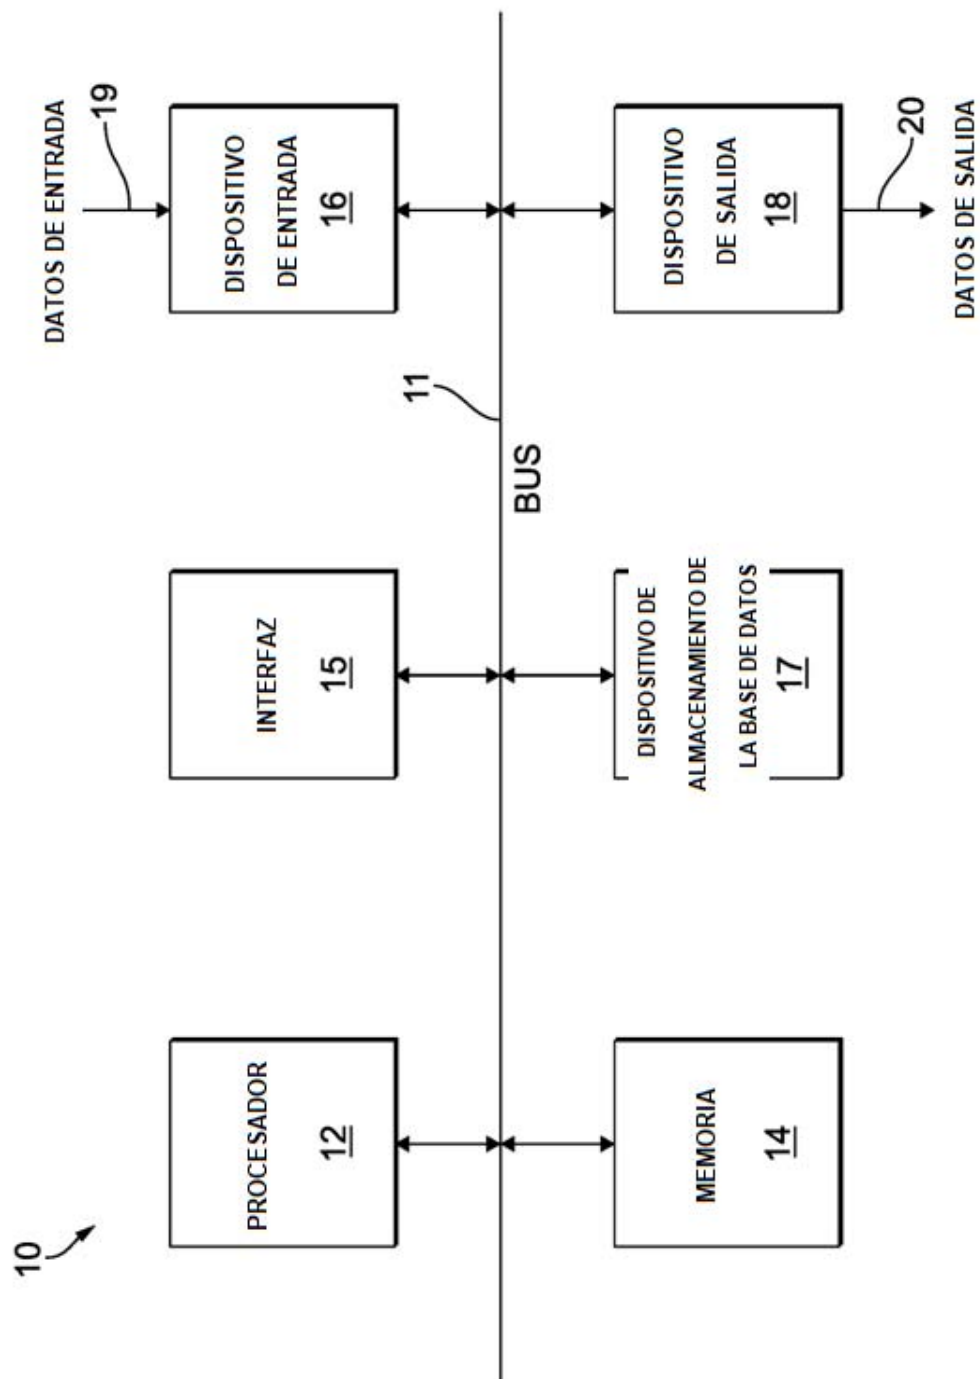 10
PROCESADOR
12
INTERFAZ
15
DATOS DE ENTRADA
19
DISPOSITIVO
DE ENTRADA
16
11
BUS
MEMORIA
14
DISPOSITIVO DE
ALMACENAMIENTO DE
LA BASE DE DATOS
17
DISPOSITIVO
DE SALIDA
18
20
DATOS DE SALIDA